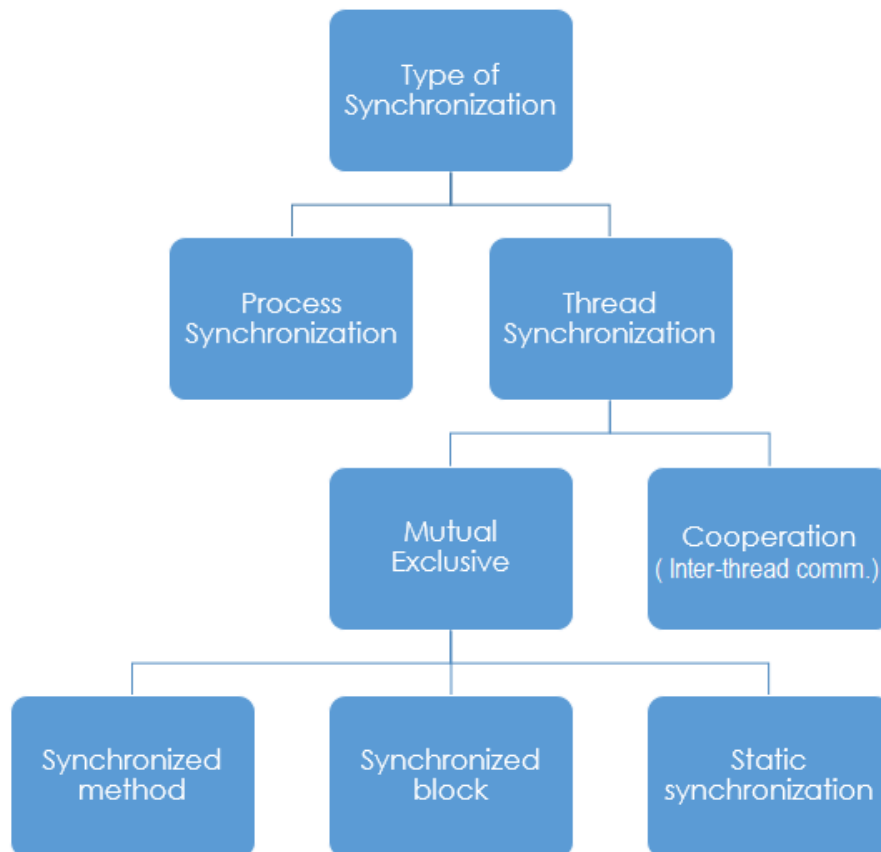 Type of
Synchronization
Process
Synchronization
Thread
Synchronization
Mutual
Exclusive
Cooperation
( Inter-thread comm.)
Synchronized
method
Synchronized
block
Static
synchronization